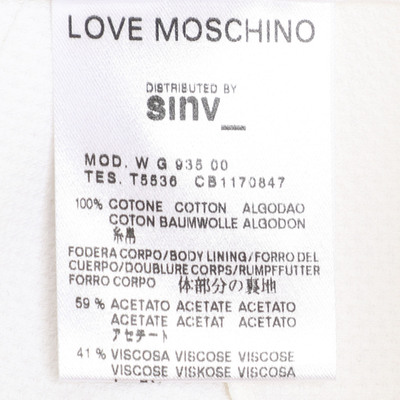 LOVE MOSCHINO
DISTRIBUTED BY
sinv_
MOD. W G 935 00
TES. T5536 CB1170847
100% COTONE COTTON ALGODAO
COTON BAUMWOLLE ALGODON
FODERA CORPO/BODY LINING/FORRO DEL
CUERPO/DOUBLURE CORPS/RUMPFFUTTER
FORRO CORPO 体部分の裏地
59% ACETATO ACETATE ACETATO
ACETATE ACETAT ACETATO
アセテート
41% VISCOSA VISCOSE VISCOSE
VISCOSE VISKOSE VISCOSA